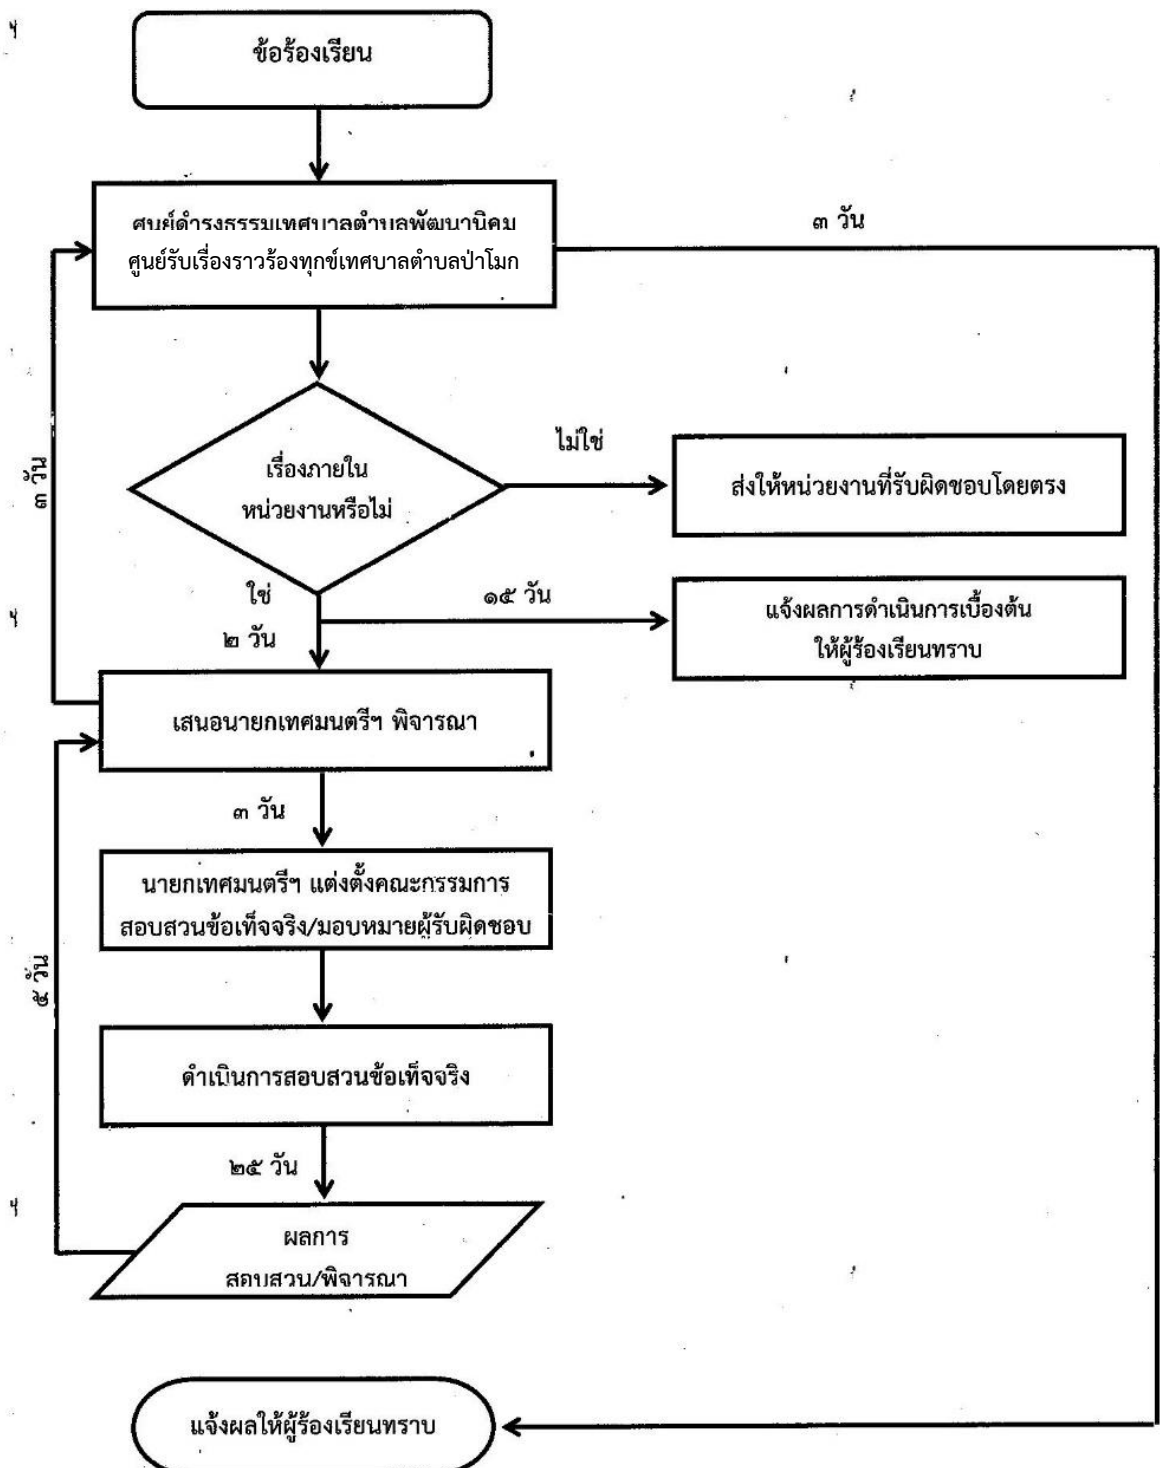 ข้อร้องเรียน
ศูนย์ดำรงธรรมเทศบาลตำบลพัฒนานิคม
ศูนย์รับเรื่องราวร้องทุกข์เทศบาลตำบลป่าโมก
๓ วัน
เรื่องภายใน
หน่วยงานหรือไม่
ไม่ใช่
ส่งให้หน่วยงานที่รับผิดชอบโดยตรง
๓ วัน
ใช่
๒ วัน
๑๕ วัน
แจ้งผลการดำเนินการเบื้องต้น
ให้ผู้ร้องเรียนทราบ
เสนอนายกเทศมนตรีฯ พิจารณา
๓ วัน
นายกเทศมนตรีฯ แต่งตั้งคณะกรรมการ
สอบสวนข้อเท็จจริง/มอบหมายผู้รับผิดชอบ
๕ วัน
ดำเนินการสอบสวนข้อเท็จจริง
๒๕ วัน
ผลการ
สอบสวน/พิจารณา
แจ้งผลให้ผู้ร้องเรียนทราบ